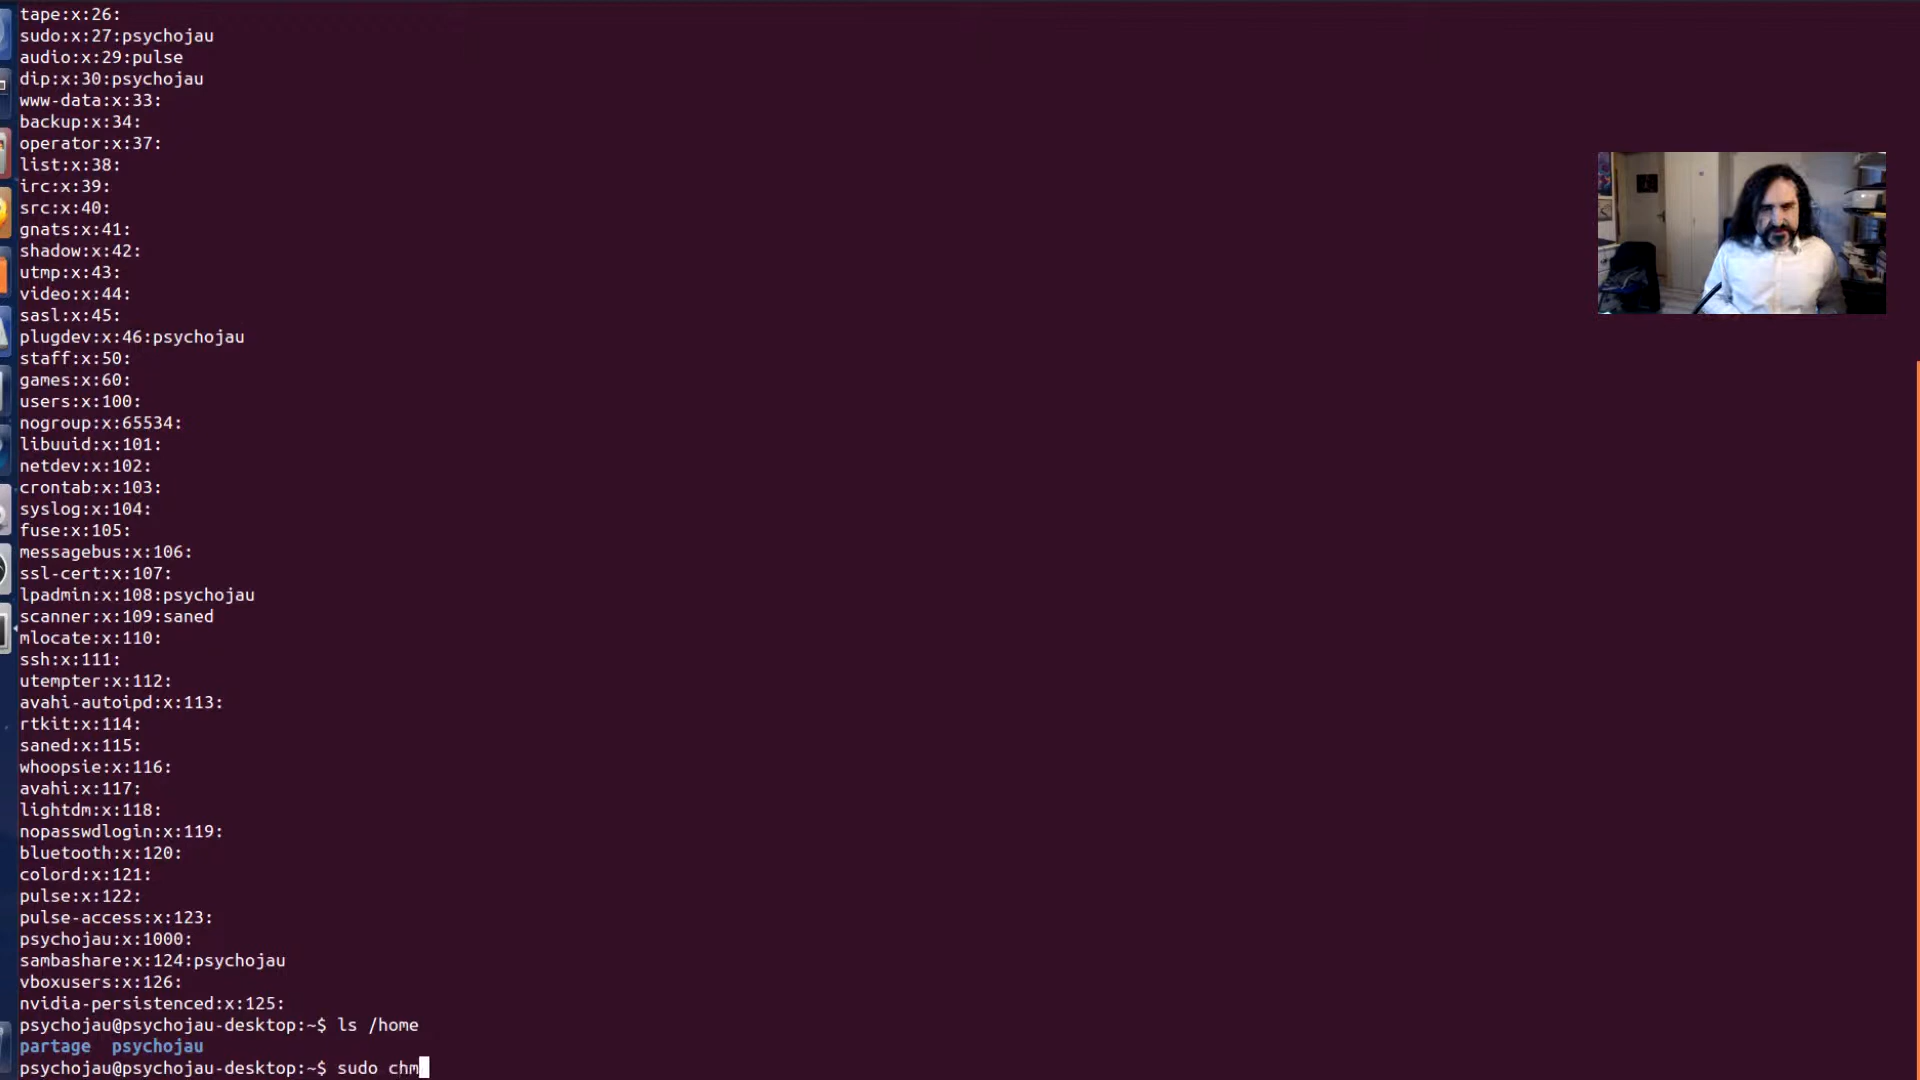 tape:x:26:
sudo:x:27:psychojau
audio:x:29:pulse
dip:x:30:psychojau
www-data:x:33:
backup:x:34:
operator:x:37:
list:x:38:
irc:x:39:
src:x:40:
gnats:x:41:
shadow:x:42:
utmp:x:43:
video:x:44:
sasl:x:45:
plugdev:x:46:psychojau
staff:x:50:
games:x:60:
users:x:100:
nogroup:x:65534:
libuuid:x:101:
netdev:x:102:
crontab:x:103:
syslog:x:104:
fuse:x:105:
messagebus:x:106:
ssl-cert:x:107:
lpadmin:x:108:psychojau
scanner:x:109:saned
mlocate:x:110:
ssh:x:111:
utempter:x:112:
avahi-autoipd:x:113:
rtkit:x:114:
saned:x:115:
whoopsie:x:116:
avahi:x:117:
lightdm:x:118:
nopasswdlogin:x:119:
bluetooth:x:120:
colord:x:121:
pulse:x:122:
pulse-access:x:123:
psychojau:x:1000:
sambashare:x:124:psychojau
vboxusers:x:126:
nvidia-persistenced:x:125:
psychojau@psychojau-desktop:~$ ls /home
partage  psychojau
psychojau@psychojau-desktop:~$ sudo chm